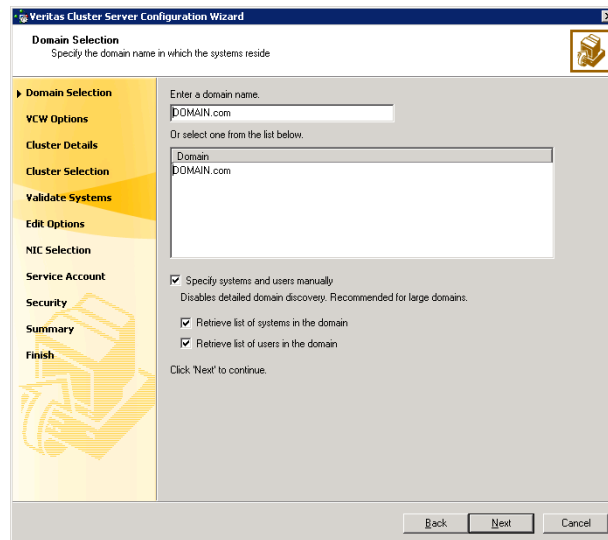 Veritas Cluster Server Configuration Wizard
Domain Selection
Specify the domain name in which the systems reside
Domain Selection
VCW Options
Cluster Details
Cluster Selection
Validate Systems
Edit Options
NIC Selection
Service Account
Security
Summary
Finish
Enter a domain name.
DOMAIN.com
Or select one from the list below.
Domain
DOMAIN.com
Specify systems and users manually
Disables detailed domain discovery. Recommended for large domains.
Retrieve list of systems in the domain
Retrieve list of users in the domain
Click 'Next' to continue.
Back Next Cancel